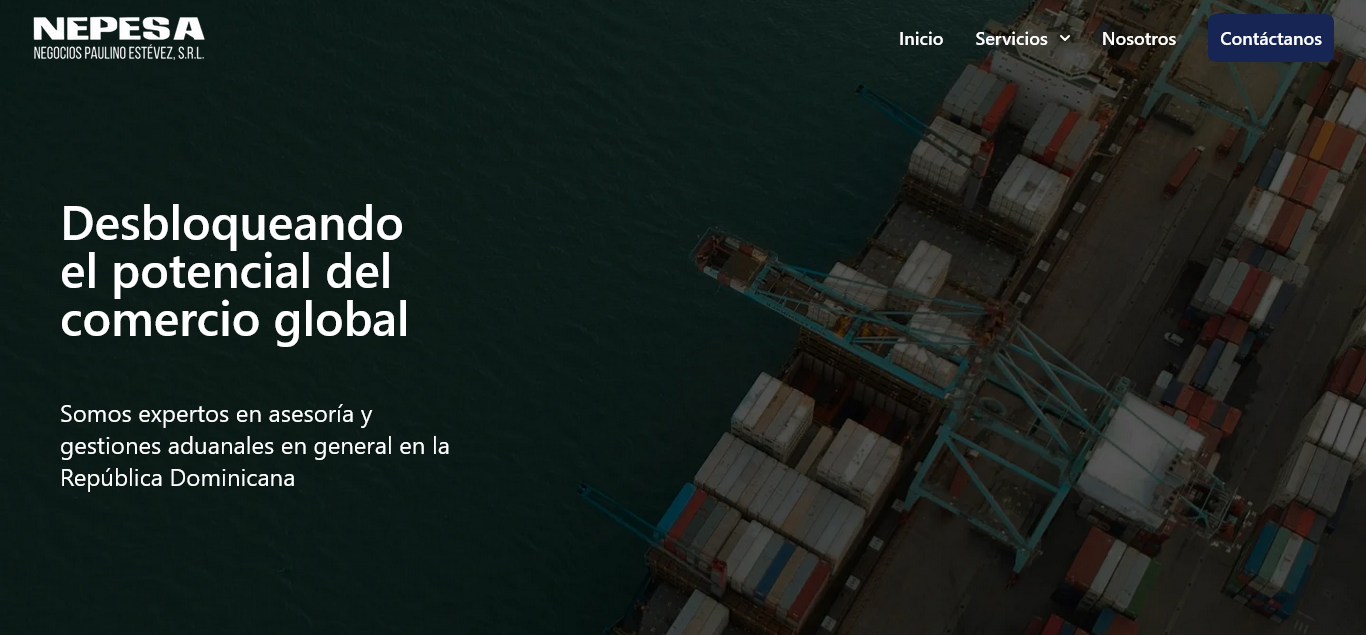 NEPESA
NEGOCIOS PAULINO ESTÉVEZ, S.R.L.
Inicio
Servicios
Nosotros
Contáctanos
Desbloqueando
el potencial del
comercio global
Somos expertos en asesoría y
gestiones aduanales en general en la
República Dominicana